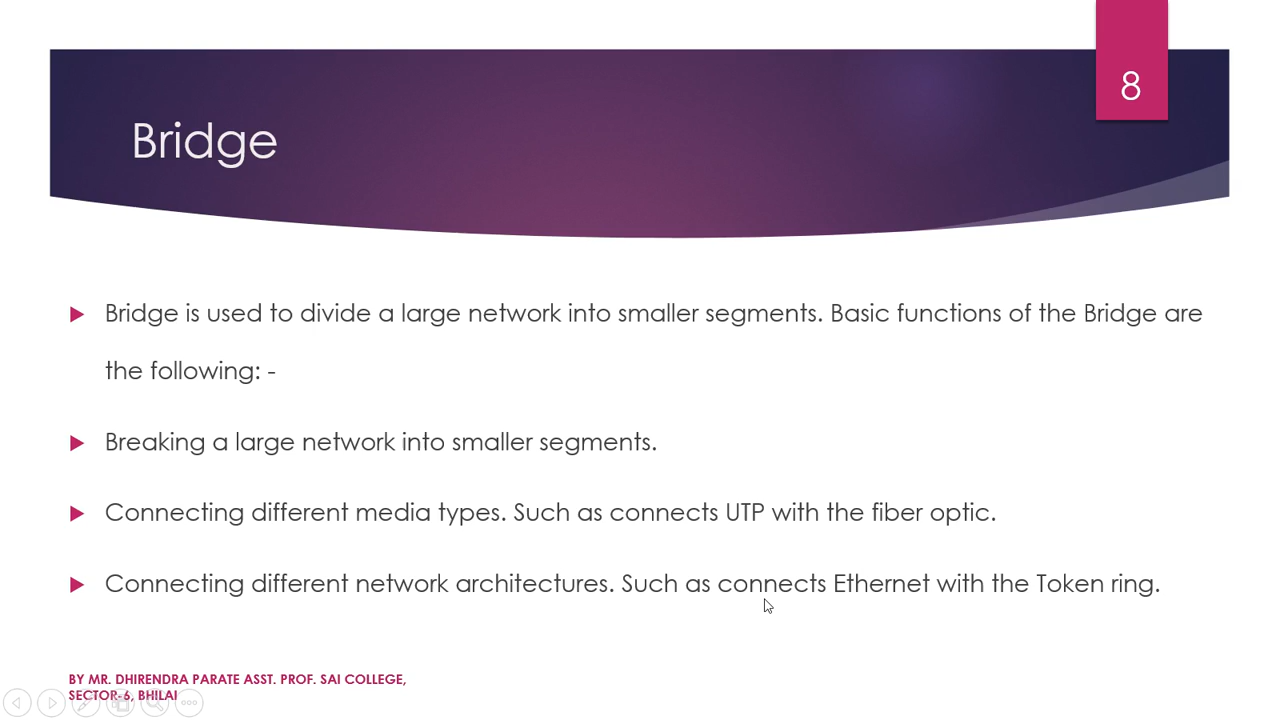 8
Bridge
Bridge is used to divide a large network into smaller segments. Basic functions of the Bridge are
the following: -
Breaking a large network into smaller segments.
Connecting different media types. Such as connects UTP with the fiber optic.
Connecting different network architectures. Such as connects Ethernet with the Token ring.
BY MR. DHIRENDRA PARATE ASST. PROF. SAI COLLEGE,
SECTOR-6, BHILAI